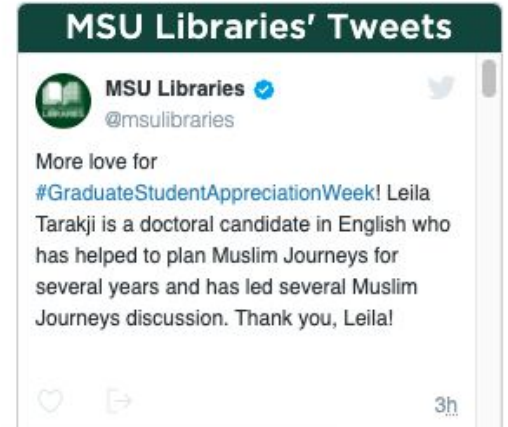 MSU Libraries' Tweets
MSU Libraries
@msulibraries
More love for
#GraduateStudentAppreciationWeek! Leila
Tarakji is a doctoral candidate in English who
has helped to plan Muslim Journeys for
several years and has led several Muslim
Journeys discussion. Thank you, Leila!
3h